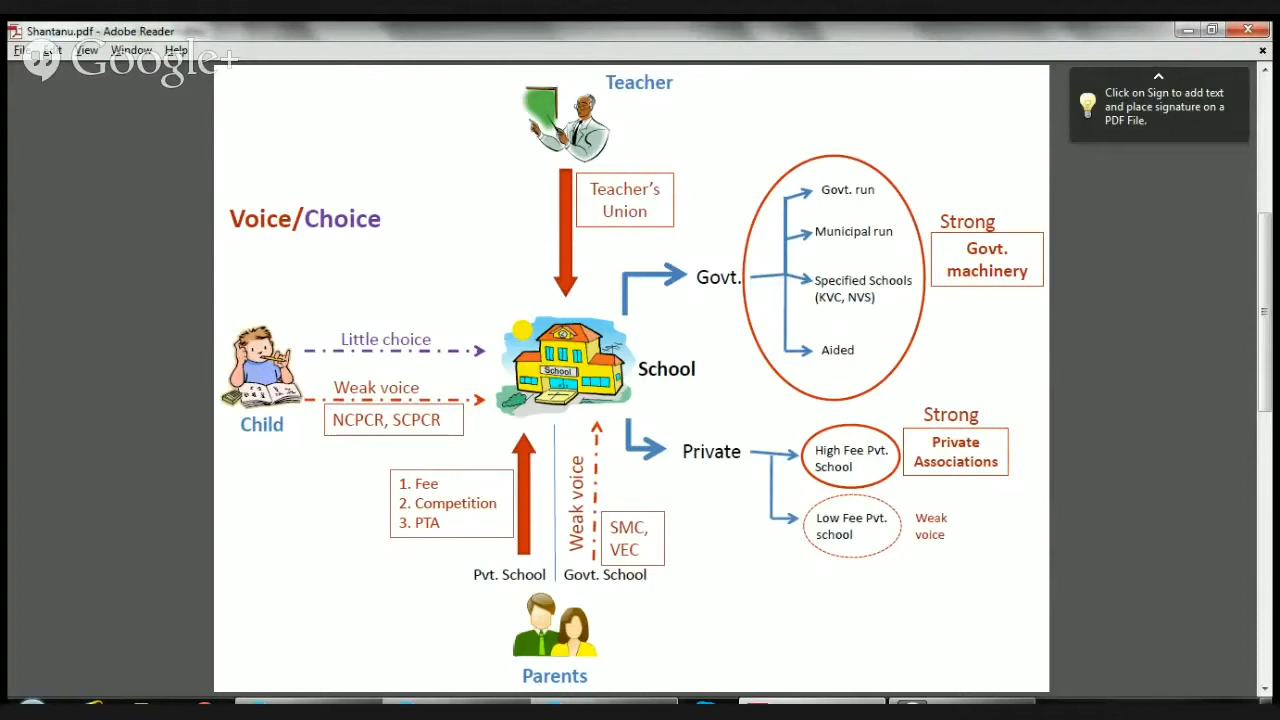 Shantanu.pdf - Adobe Reader
File Edit View Window Help
Google+
Click on Sign to add text
and place signature on a
PDF File.
Teacher
Teacher's
Union
Voice/Choice
Govt. run
Municipal run
Specified Schools
(KVC, NVS)
Aided
Strong
Govt.
machinery
Govt.
Little choice
Weak voice
NCPCR, SCPCR
Child
School
School
Private
High Fee Pvt.
School
Strong
Private
Associations
Low Fee Pvt.
school
Weak
voice
1. Fee
2. Competition
3. PTA
Weak voice
SMC,
VEC
Pvt. School
Govt. School
Parents